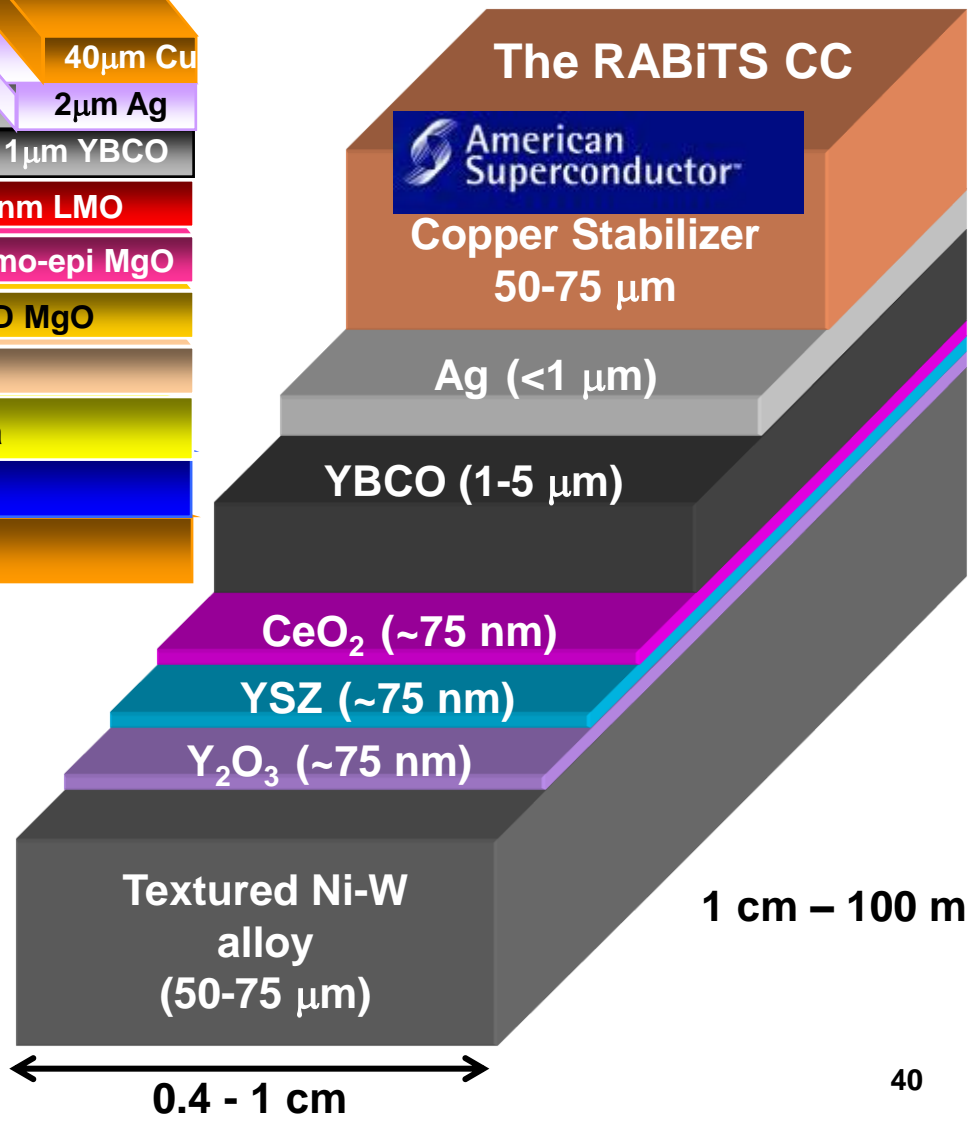 40μm Cu
2μm Ag
1μm YBCO
nm LMO
mo-epi MgO
MgO
The RABiTS CC
American
Superconductor
Copper Stabilizer
50-75 μm
Ag (<1 μm)
YBCO (1-5 μm)
CeO₂ (~75 nm)
YSZ (~75 nm)
Y₂O₃ (~75 nm)
Textured Ni-W
alloy
(50-75 μm)
1 cm – 100 m
0.4 - 1 cm
40